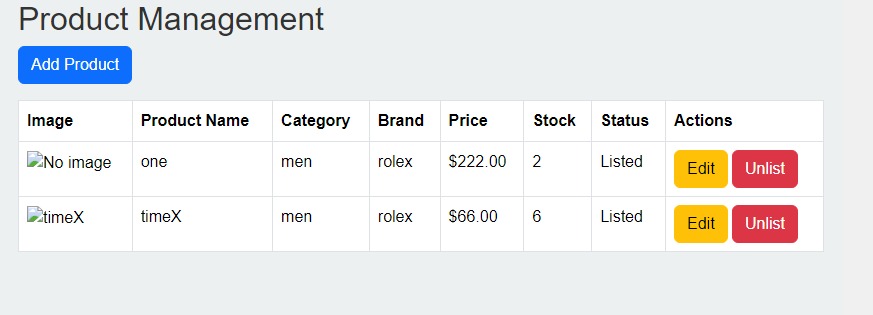 Product Management
Add Product
Image Product Name Category Brand Price Stock Status Actions
No image one men rolex $222.00 2 Listed Edit Unlist
timeX timeX men rolex $66.00 6 Listed Edit Unlist